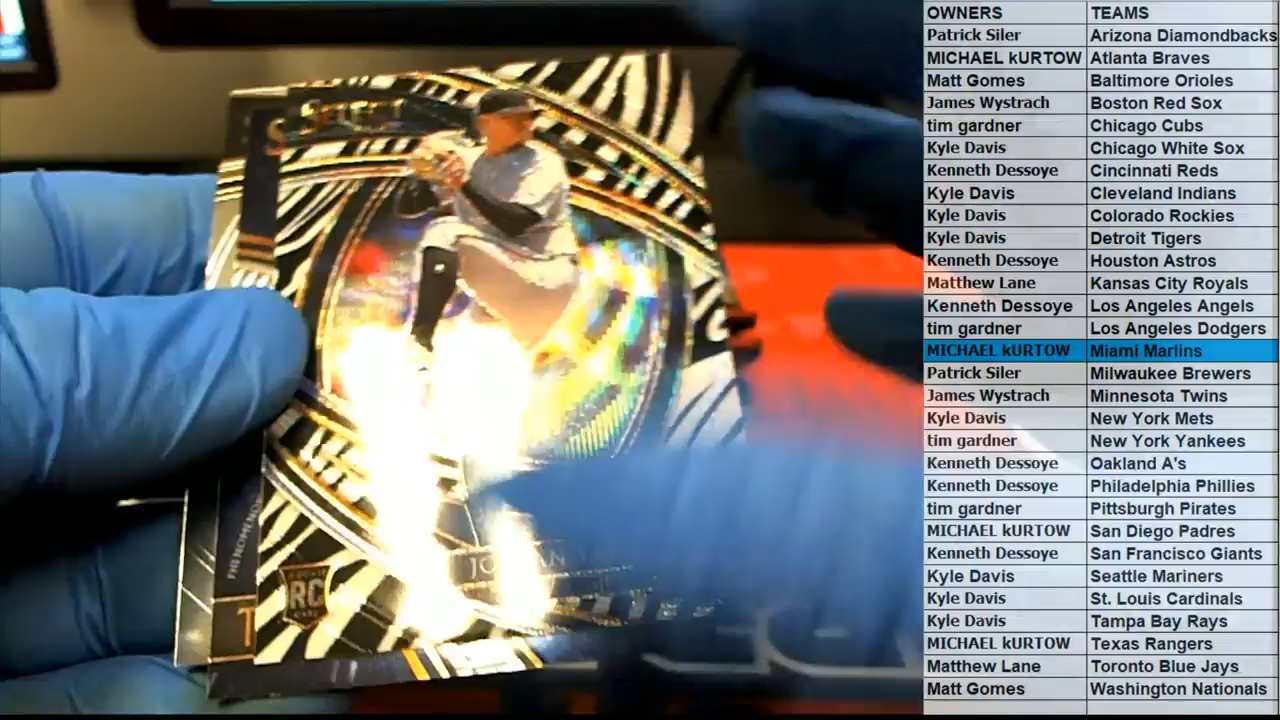 OWNERS TEAMS
Patrick Siler Arizona Diamondbacks
MICHAEL kURTOW Atlanta Braves
Matt Gomes Baltimore Orioles
James Wystrach Boston Red Sox
tim gardner Chicago Cubs
Kyle Davis Chicago White Sox
Kenneth Dessoye Cincinnati Reds
Kyle Davis Cleveland Indians
Kyle Davis Colorado Rockies
Kyle Davis Detroit Tigers
Kenneth Dessoye Houston Astros
Matthew Lane Kansas City Royals
Kenneth Dessoye Los Angeles Angels
tim gardner Los Angeles Dodgers
MICHAEL kURTOW Miami Marlins
Patrick Siler Milwaukee Brewers
James Wystrach Minnesota Twins
Kyle Davis New York Mets
tim gardner New York Yankees
Kenneth Dessoye Oakland A's
Kenneth Dessoye Philadelphia Phillies
tim gardner Pittsburgh Pirates
MICHAEL kURTOW San Diego Padres
Kenneth Dessoye San Francisco Giants
Kyle Davis Seattle Mariners
Kyle Davis St. Louis Cardinals
Kyle Davis Tampa Bay Rays
MICHAEL kURTOW Texas Rangers
Matthew Lane Toronto Blue Jays
Matt Gomes Washington Nationals
SELECT
RC